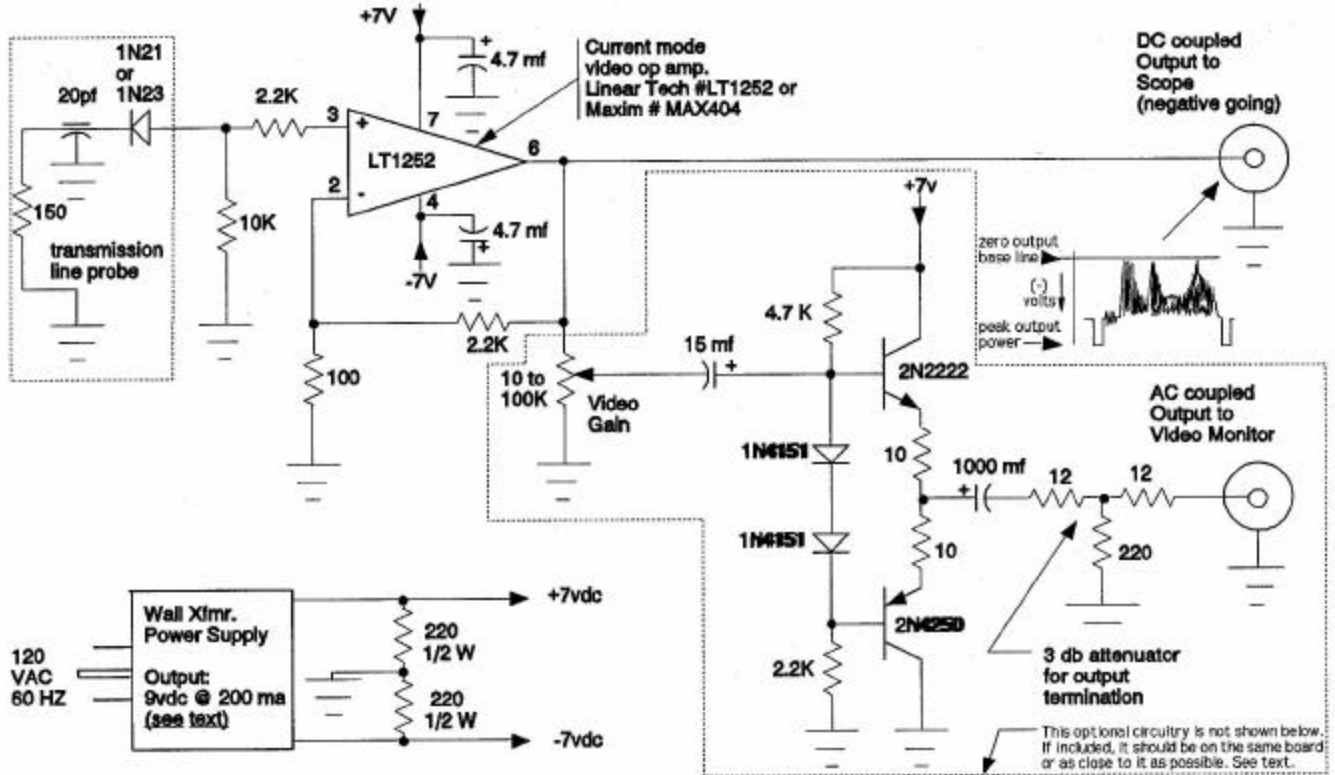 +7V
4.7 mf
Current mode
video op amp.
Linear Tech #LT1252 or
Maxim # MAX404
DC coupled
Output to
Scope
(negative going)
1N21
or
1N23
20pf
2.2K
3
+
7
LT1252
6
2
-
4
4.7 mf
-7V
150
transmission
line probe
10K
2.2K
100
10 to
100K
Video
Gain
15 mf
+7v
4.7 K
2N2222
zero output
base line
(-)
volts
peak output
power
AC coupled
Output to
Video Monitor
1N4151
10
1000 mf
12
12
1N4151
10
220
2N4250
2.2K
3 db attenuator
for output
termination
This optional circuitry is not shown below.
If included, it should be on the same board
or as close to it as possible. See text.
120
VAC
60 HZ
Wall Xfmr.
Power Supply
Output:
9vdc @ 200 ma
(see text)
220
1/2 W
220
1/2 W
+7vdc
-7vdc